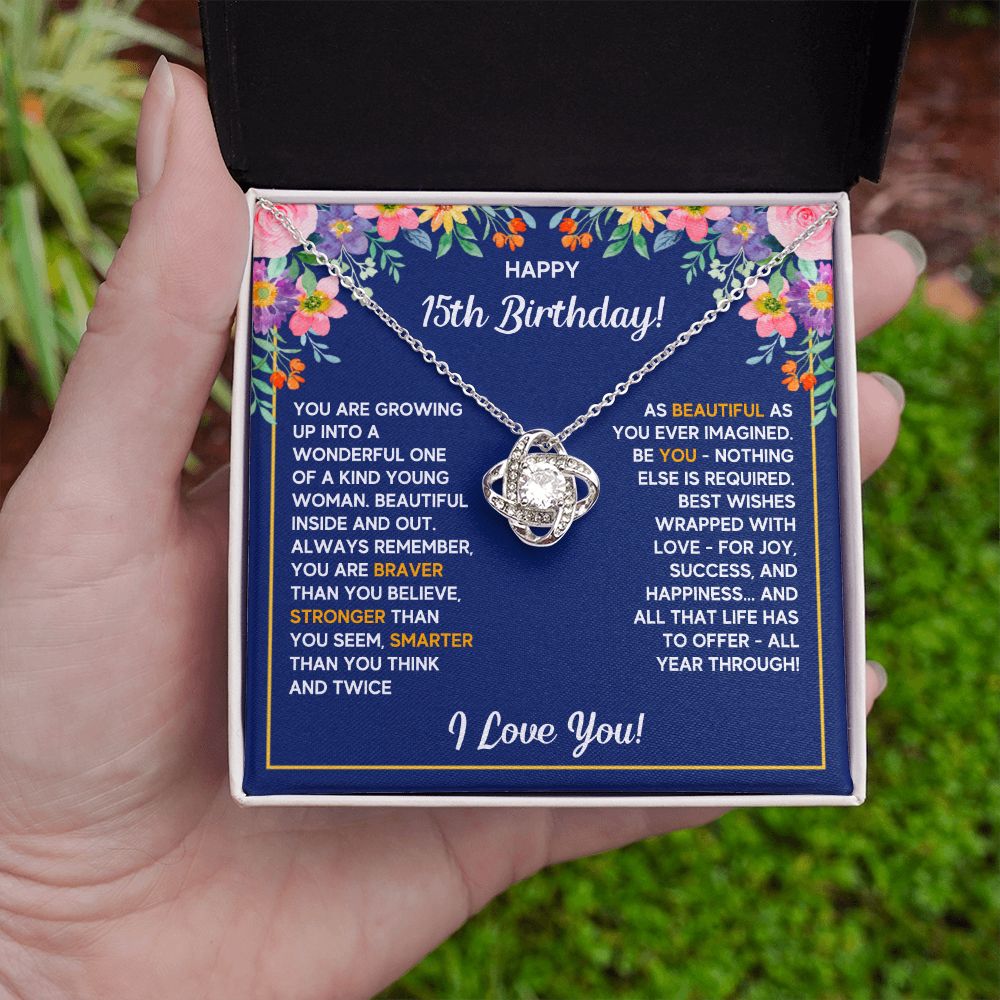 HAPPY
15th Birthday!
YOU ARE GROWING
UP INTO A
WONDERFUL ONE
OF A KIND YOUNG
WOMAN. BEAUTIFUL
INSIDE AND OUT.
ALWAYS REMEMBER,
YOU ARE BRAVER
THAN YOU BELIEVE,
STRONGER THAN
YOU SEEM, SMARTER
THAN YOU THINK
AND TWICE
AS BEAUTIFUL AS
YOU EVER IMAGINED.
BE YOU - NOTHING
ELSE IS REQUIRED.
BEST WISHES
WRAPPED WITH
LOVE - FOR JOY,
SUCCESS, AND
HAPPINESS... AND
ALL THAT LIFE HAS
TO OFFER - ALL
YEAR THROUGH!
I Love You!